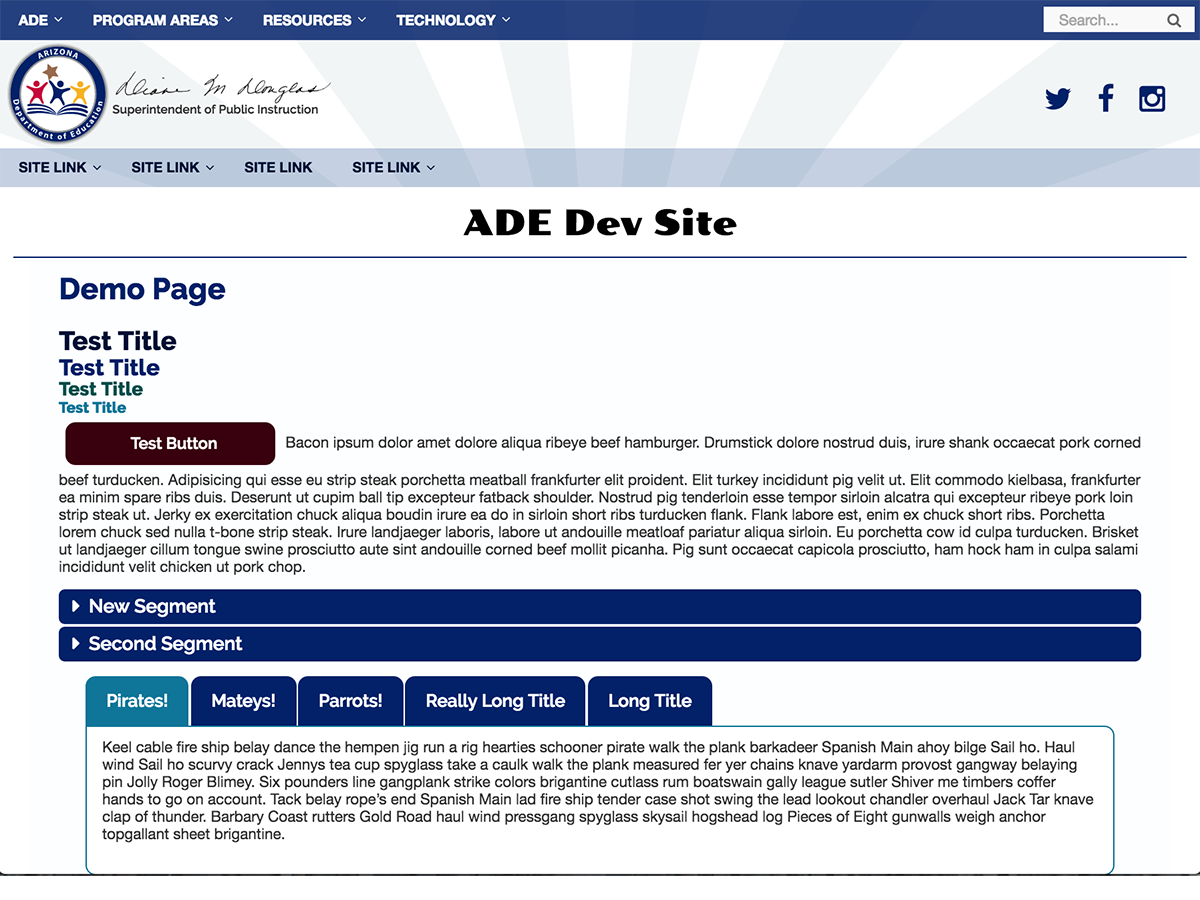 ADE PROGRAM AREAS RESOURCES TECHNOLOGY Search...
ARIZONA
Department of Education
Diane M Douglas
Superintendent of Public Instruction
SITE LINK SITE LINK SITE LINK SITE LINK
ADE Dev Site
Demo Page
Test Title
Test Title
Test Title
Test Title
Test Button Bacon ipsum dolor amet dolore aliqua ribeye beef hamburger. Drumstick dolore nostrud duis, irure shank occaecat pork corned
beef turducken. Adipisicing qui esse eu strip steak porchetta meatball frankfurter elit proident. Elit turkey incididunt pig velit ut. Elit commodo kielbasa, frankfurter
ea minim spare ribs duis. Deserunt ut cupim ball tip excepteur fatback shoulder. Nostrud pig tenderloin esse tempor sirloin alcatra qui excepteur ribeye pork loin
strip steak ut. Jerky ex exercitation chuck aliqua boudin irure ea do in sirloin short ribs turducken flank. Flank labore est, enim ex chuck short ribs. Porchetta
lorem chuck sed nulla t-bone strip steak. Irure landjaeger laboris, labore ut andouille meatloaf pariatur aliqua sirloin. Eu porchetta cow id culpa turducken. Brisket
ut landjaeger cillum tongue swine prosciutto aute sint andouille corned beef mollit picanha. Pig sunt occaecat capicola prosciutto, ham hock ham in culpa salami
incididunt velit chicken ut pork chop.
New Segment
Second Segment
Pirates! Mateys! Parrots! Really Long Title Long Title
Keel cable fire ship belay dance the hempen jig run a rig hearties schooner pirate walk the plank barkadeer Spanish Main ahoy bilge Sail ho. Haul
wind Sail ho scurvy crack Jennys tea cup spyglass take a caulk walk the plank measured fer yer chains knave yardarm provost gangway belaying
pin Jolly Roger Blimey. Six pounders line gangplank strike colors brigantine cutlass rum boatswain gally league sutler Shiver me timbers coffer
hands to go on account. Tack belay rope's end Spanish Main lad fire ship tender case shot swing the lead lookout chandler overhaul Jack Tar knave
clap of thunder. Barbary Coast rutters Gold Road haul wind pressgang spyglass skysail hogshead log Pieces of Eight gunwalls weigh anchor
topgallant sheet brigantine.